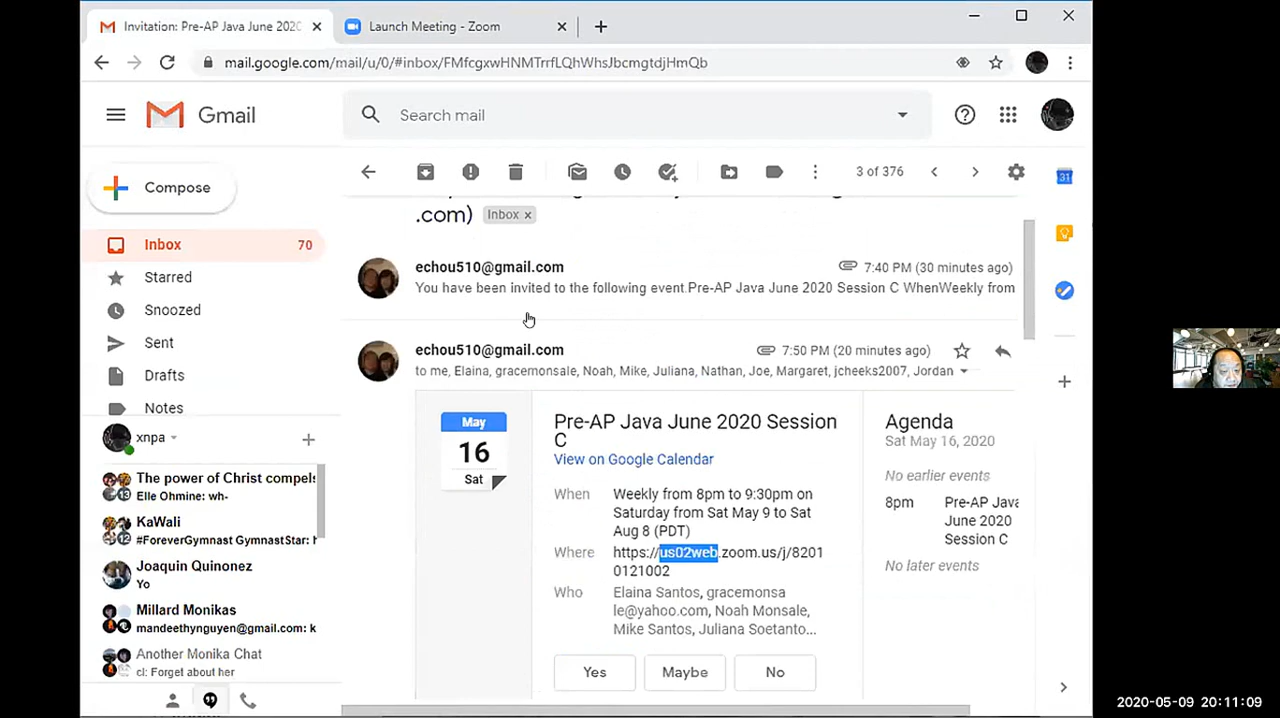 Invitation: Pre-AP Java June 202
Launch Meeting - Zoom
mail.google.com/mail/u/0/#inbox/FMfcgxwHNMTrrfLQhWhsJbcmgtdjHmQb
Gmail
Search mail
Compose
3 of 376
31
Inbox 70
Starred
Snoozed
Sent
Drafts
Notes
xnpa
The power of Christ compels
Elle Ohmine: wh-
13
KaWali
#ForeverGymnast GymnastStar: h
12
Joaquin Quinonez
Yo
Millard Monikas
mandeethynguyen@gmail.com: k
Another Monika Chat
cl: Forget about her
.com) Inbox
echou510@gmail.com 7:40 PM (30 minutes ago)
You have been invited to the following event.Pre-AP Java June 2020 Session C WhenWeekly from
echou510@gmail.com 7:50 PM (20 minutes ago)
to me, Elaina, gracemonsale, Noah, Mike, Juliana, Nathan, Joe, Margaret, jcheeks2007, Jordan
May
16
Sat
Pre-AP Java June 2020 Session
C
View on Google Calendar
When Weekly from 8pm to 9:30pm on
Saturday from Sat May 9 to Sat
Aug 8 (PDT)
Where https://us02web.zoom.us/j/8201
0121002
Who Elaina Santos, gracemonsa
le@yahoo.com, Noah Monsale,
Mike Santos, Juliana Soetanto...
Yes Maybe No
Agenda
Sat May 16, 2020
No earlier events
8pm Pre-AP Java
June 2020
Session C
No later events
2020-05-09 20:11:09